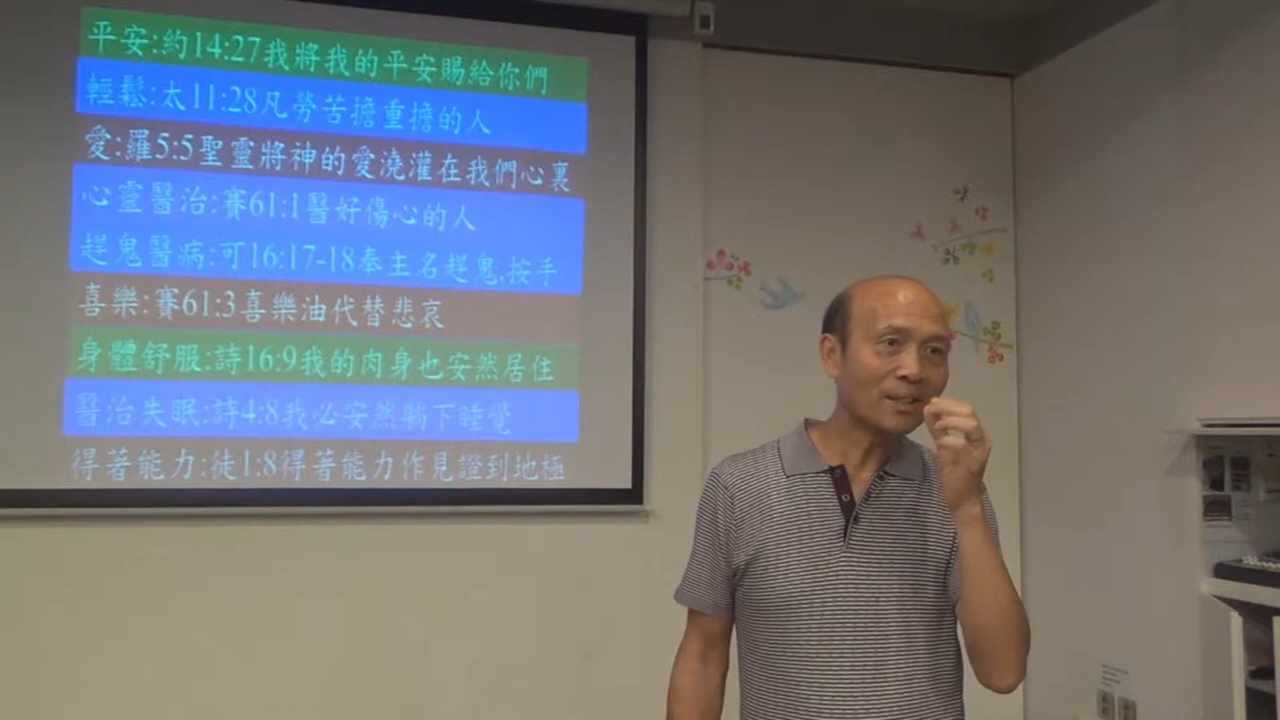 平安:約14:27我將我的平安賜給你們
輕鬆:太11:28凡勞苦擔重擔的人
愛:羅5:5聖靈將神的愛澆灌在我們心裏
心靈醫治:賽61:1醫好傷心的人
趕鬼醫病:可16:17-18奉主名趕鬼.按手
喜樂:賽61:3喜樂油代替悲哀
身體舒服:詩16:9我的肉身也安然居住
醫治失眠:詩4:8我必安然躺下睡覺
得著能力:徒1:8得著能力作見證到地極